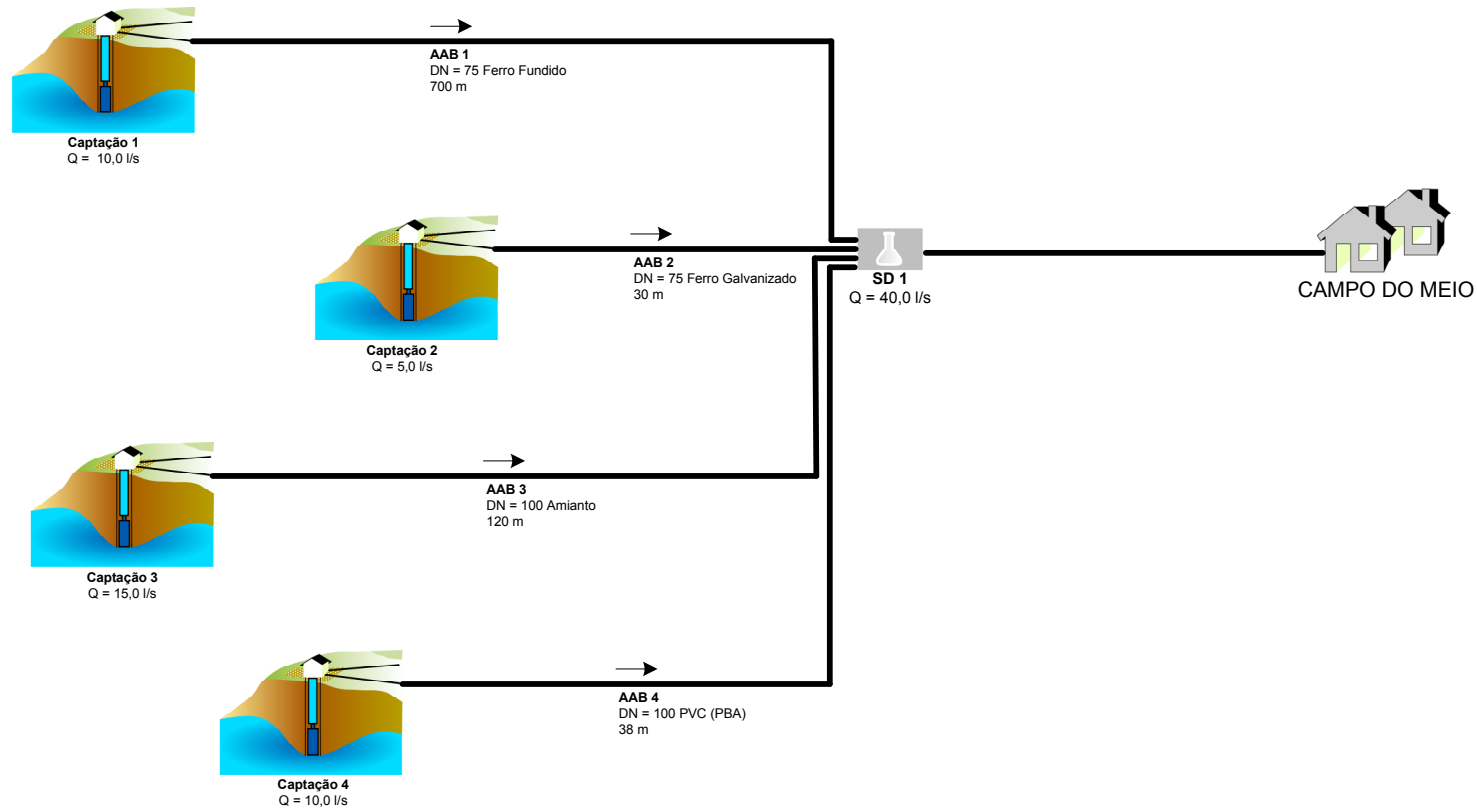 AAB 1
DN = 75 Ferro Fundido
700 m
Captação 1
Q = 10,0 l/s
AAB 2
DN = 75 Ferro Galvanizado
30 m
SD 1
Q = 40,0 l/s
CAMPO DO MEIO
Captação 2
Q = 5,0 l/s
AAB 3
DN = 100 Amianto
120 m
Captação 3
Q = 15,0 l/s
AAB 4
DN = 100 PVC (PBA)
38 m
Captação 4
Q = 10,0 l/s